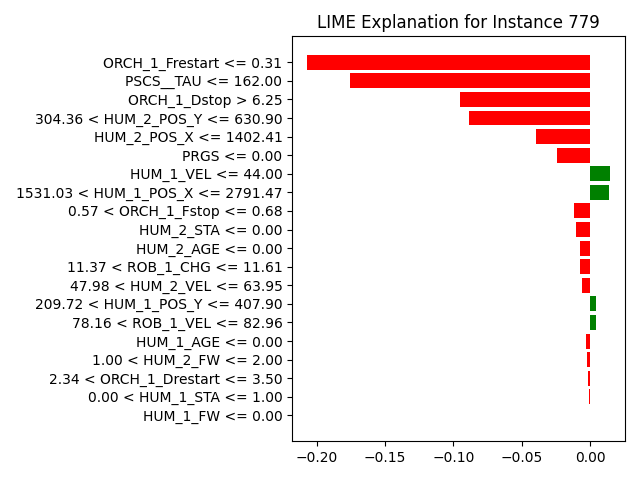 LIME Explanation for Instance 779
ORCH_1_Frestart <= 0.31
PSCS__TAU <= 162.00
ORCH_1_Dstop > 6.25
304.36 < HUM_2_POS_Y <= 630.90
HUM_2_POS_X <= 1402.41
PRGS <= 0.00
HUM_1_VEL <= 44.00
1531.03 < HUM_1_POS_X <= 2791.47
0.57 < ORCH_1_Fstop <= 0.68
HUM_2_STA <= 0.00
HUM_2_AGE <= 0.00
11.37 < ROB_1_CHG <= 11.61
47.98 < HUM_2_VEL <= 63.95
209.72 < HUM_1_POS_Y <= 407.90
78.16 < ROB_1_VEL <= 82.96
HUM_1_AGE <= 0.00
1.00 < HUM_2_FW <= 2.00
2.34 < ORCH_1_Drestart <= 3.50
0.00 < HUM_1_STA <= 1.00
HUM_1_FW <= 0.00
−0.20 −0.15 −0.10 −0.05 0.00